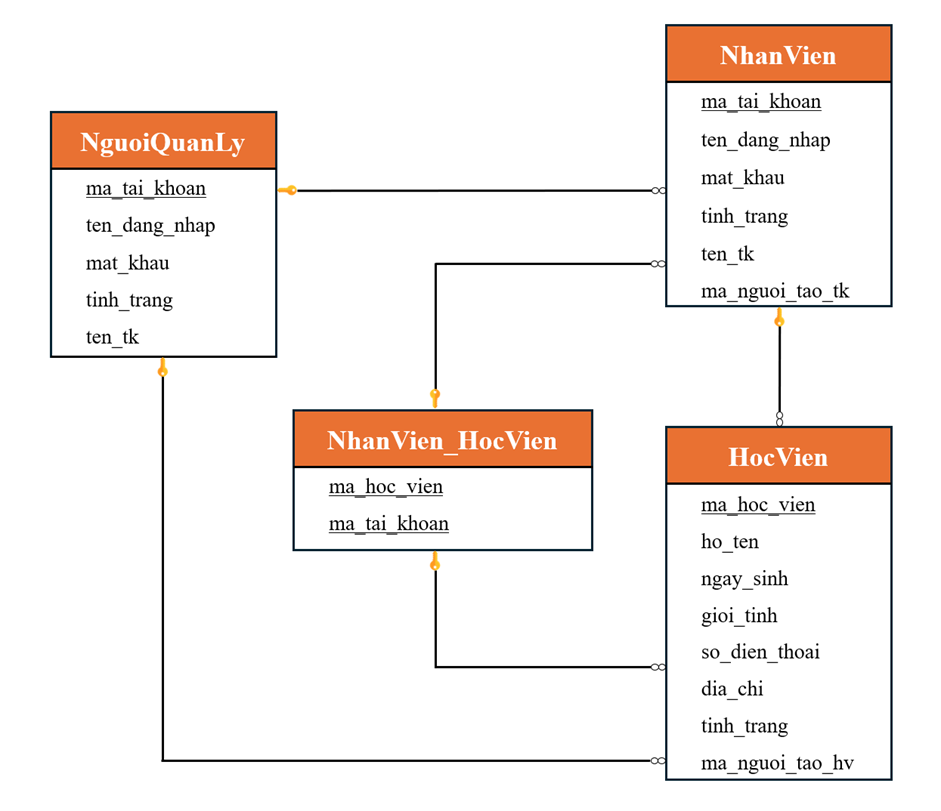 NguoiQuanLy
ma_tai_khoan
ten_dang_nhap
mat_khau
tinh_trang
ten_tk
NhanVien
ma_tai_khoan
ten_dang_nhap
mat_khau
tinh_trang
ten_tk
ma_nguoi_tao_tk
NhanVien_HocVien
ma_hoc_vien
ma_tai_khoan
HocVien
ma_hoc_vien
ho_ten
ngay_sinh
gioi_tinh
so_dien_thoai
dia_chi
tinh_trang
ma_nguoi_tao_hv